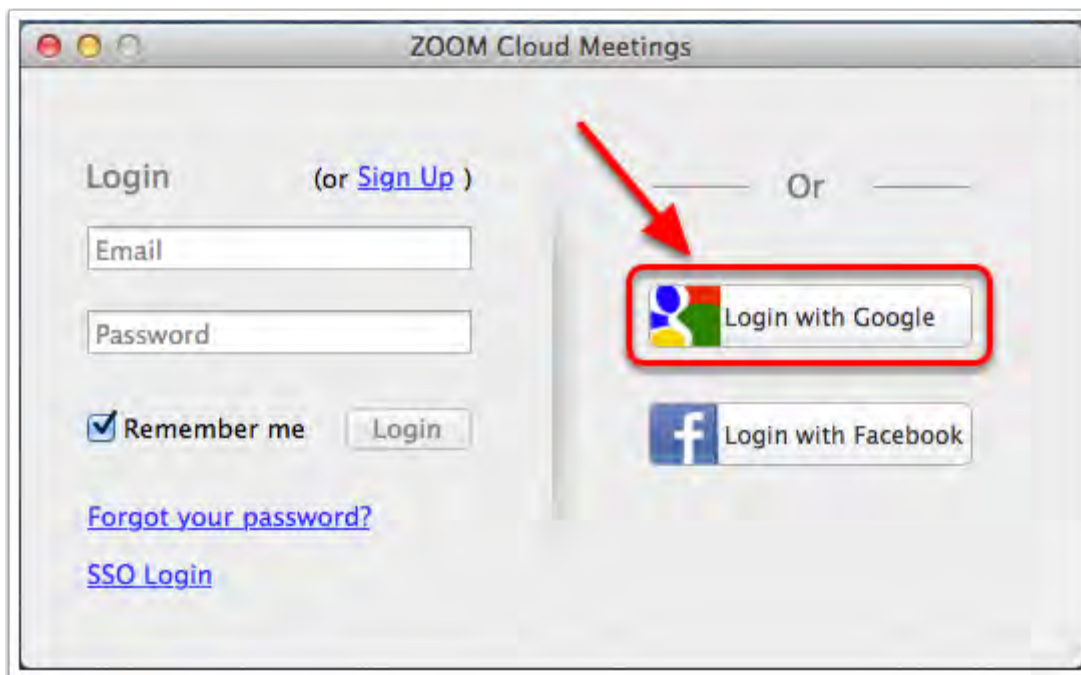 ZOOM Cloud Meetings
Login (or Sign Up )
Email
Password
Remember me Login
Forgot your password?
SSO Login
Or
Login with Google
Login with Facebook